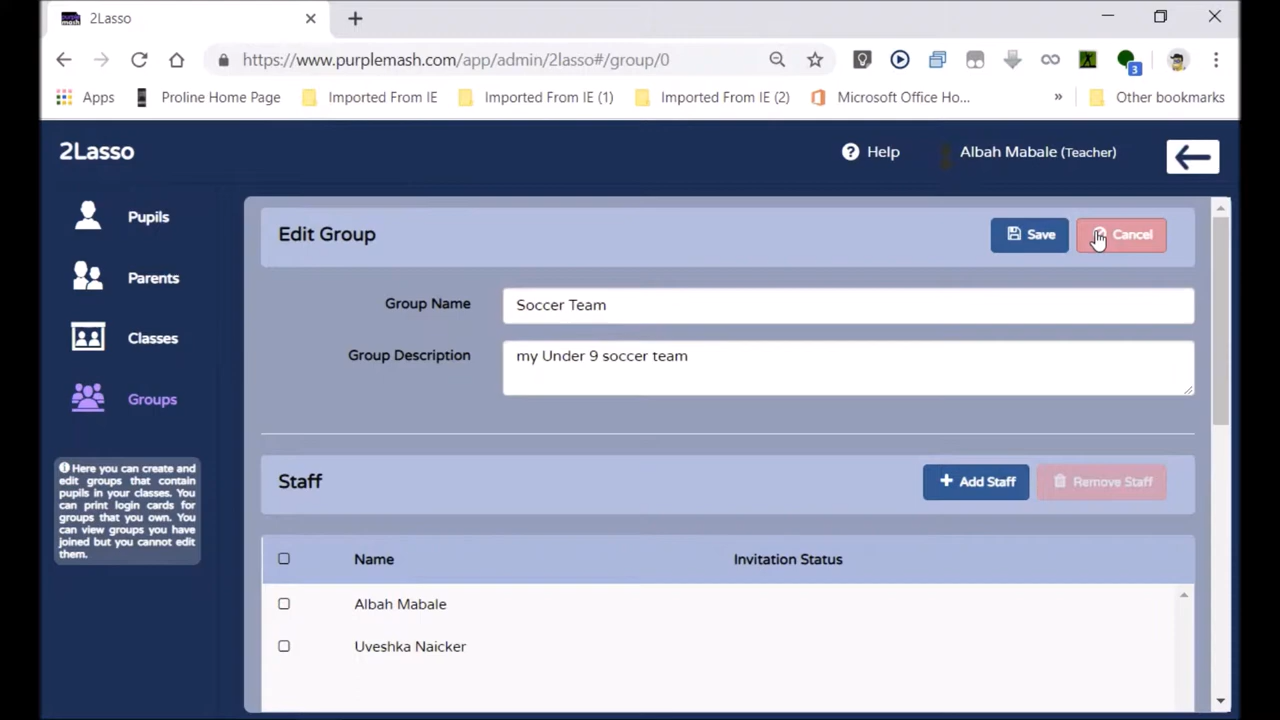 2Lasso
https://www.purplemash.com/app/admin/2lasso#/group/0
3
Apps
Proline Home Page
Imported From IE
Imported From IE (1)
Imported From IE (2)
Microsoft Office Ho...
»
Other bookmarks
2Lasso
Help
Albah Mabale (Teacher)
Pupils
Parents
Classes
Groups
Here you can create and
edit groups that contain
pupils in your classes. You
can print login cards for
groups that you own. You
can view groups you have
joined but you cannot edit
them.
Edit Group
Save
Cancel
Group Name
Soccer Team
Group Description
my Under 9 soccer team
Staff
Add Staff
Remove Staff
Name
Invitation Status
Albah Mabale
Uveshka Naicker